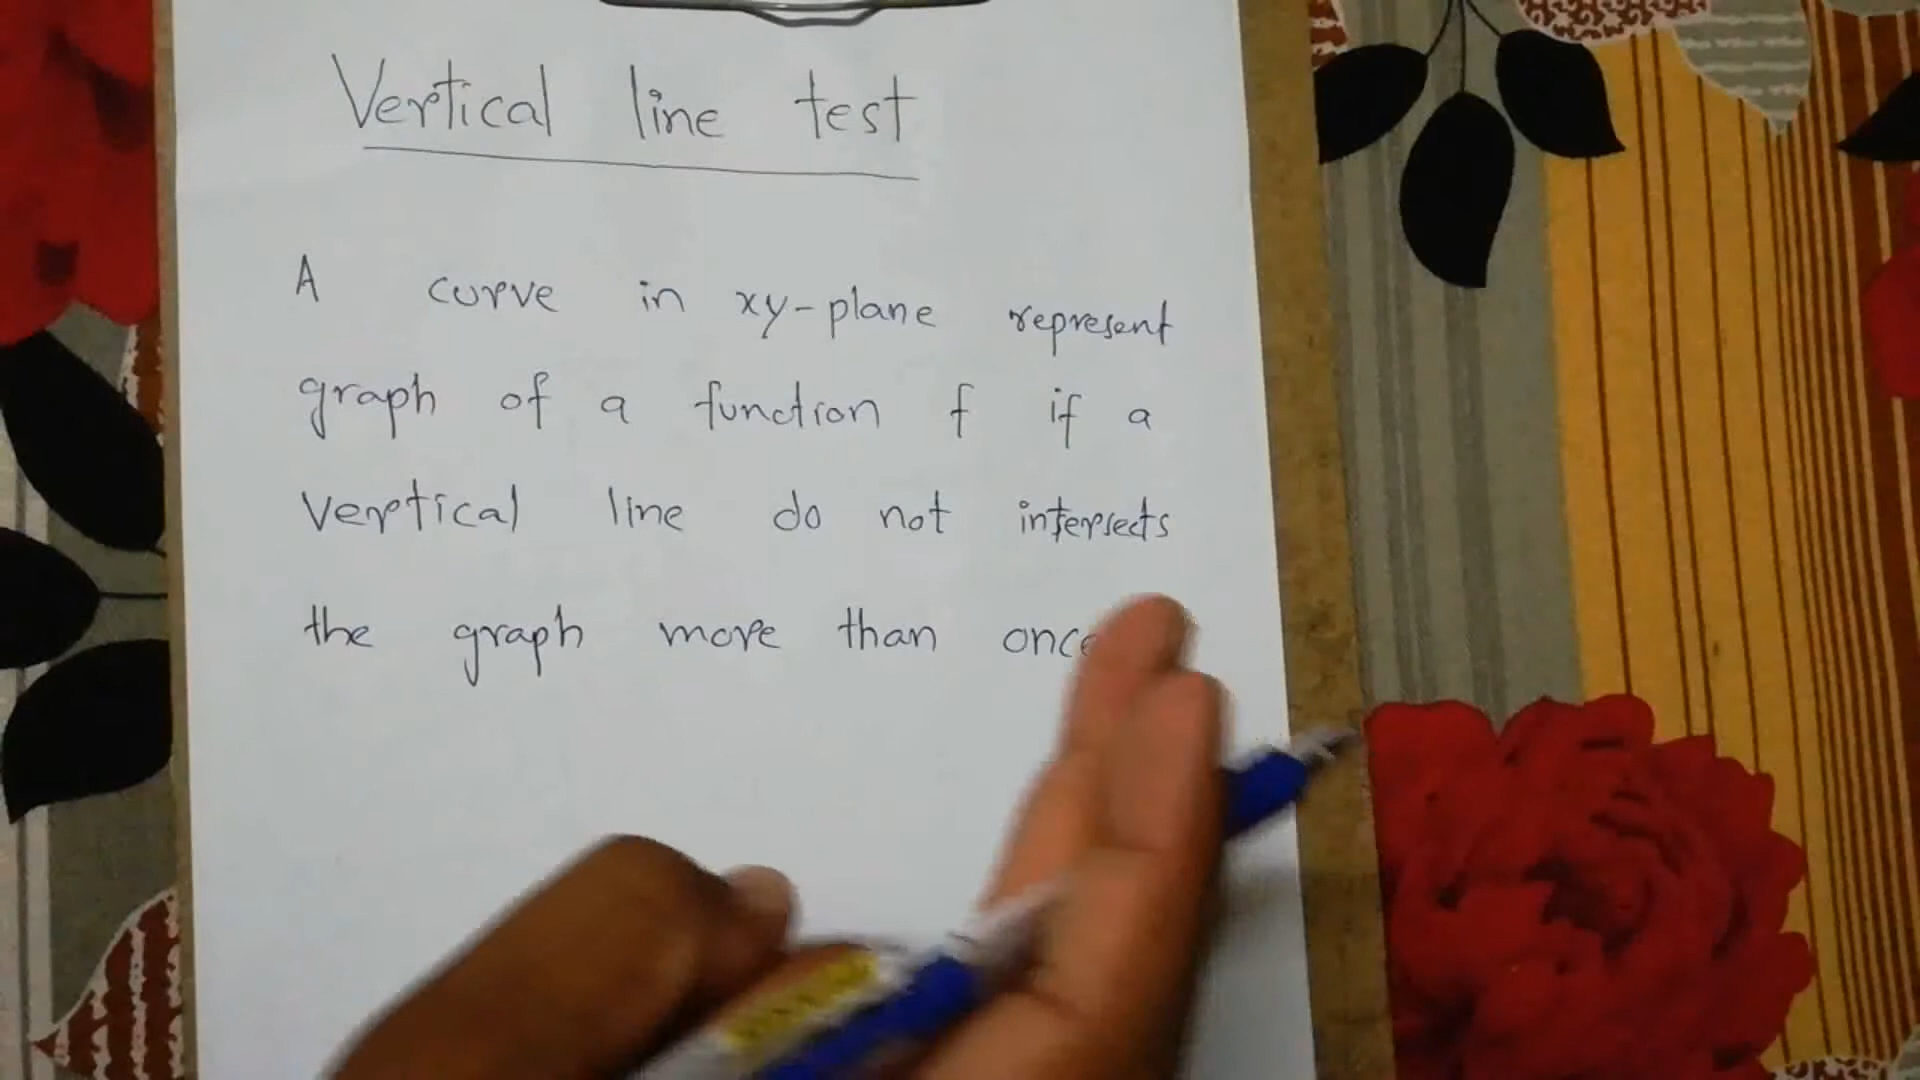 Vertical line test
A curve in xy-plane represent
graph of a function f if a
vertical line do not intersects
the graph more than once